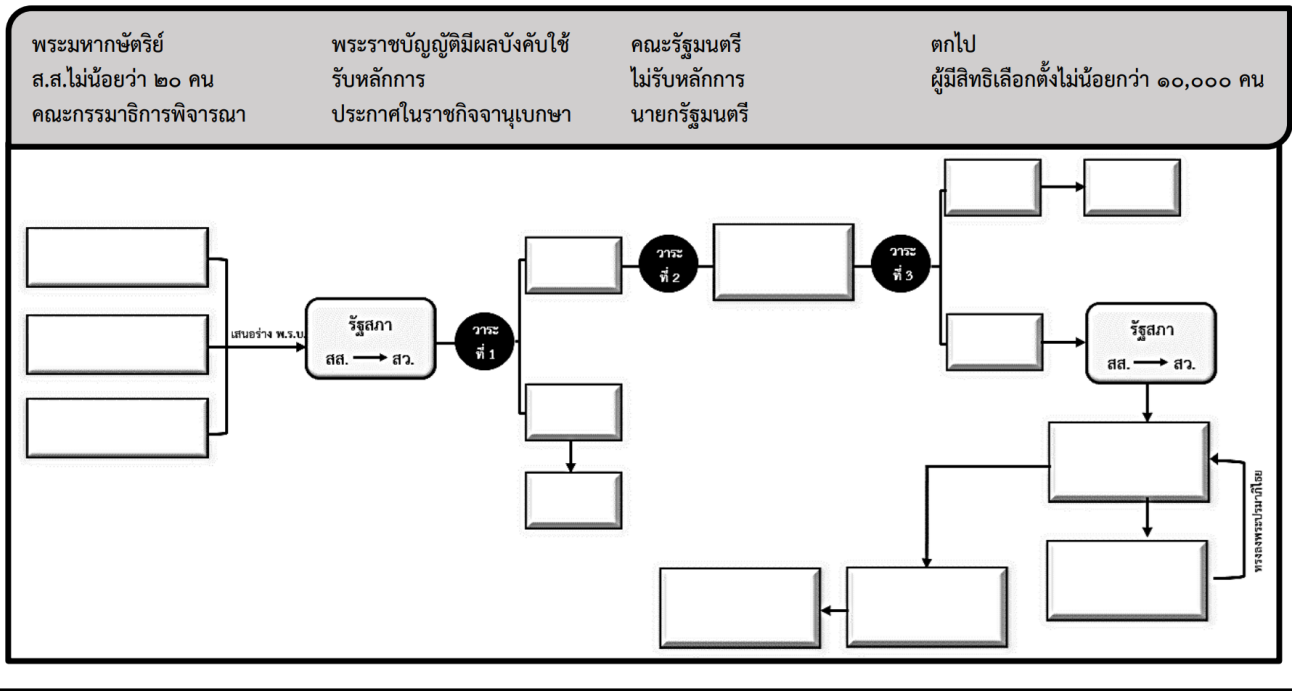 พระมหากษัตริย์
พระราชบัญญัติมีผลบังคับใช้
คณะรัฐมนตรี
ตกไป
ส.ส.ไม่น้อยว่า ๒๐ คน
รับหลักการ
ไม่รับหลักการ
ผู้มีสิทธิเลือกตั้งไม่น้อยกว่า ๑๐,๐๐๐ คน
คณะกรรมาธิการพิจารณา
ประกาศในราชกิจจานุเบกษา
นายกรัฐมนตรี
เสนอร่าง พ.ร.บ.
รัฐสภา
สส. → สว.
วาระ
ที่ 1
วาระ
ที่ 2
วาระ
ที่ 3
รัฐสภา
สส. → สว.
ทรงลงพระปรมาภิไธย